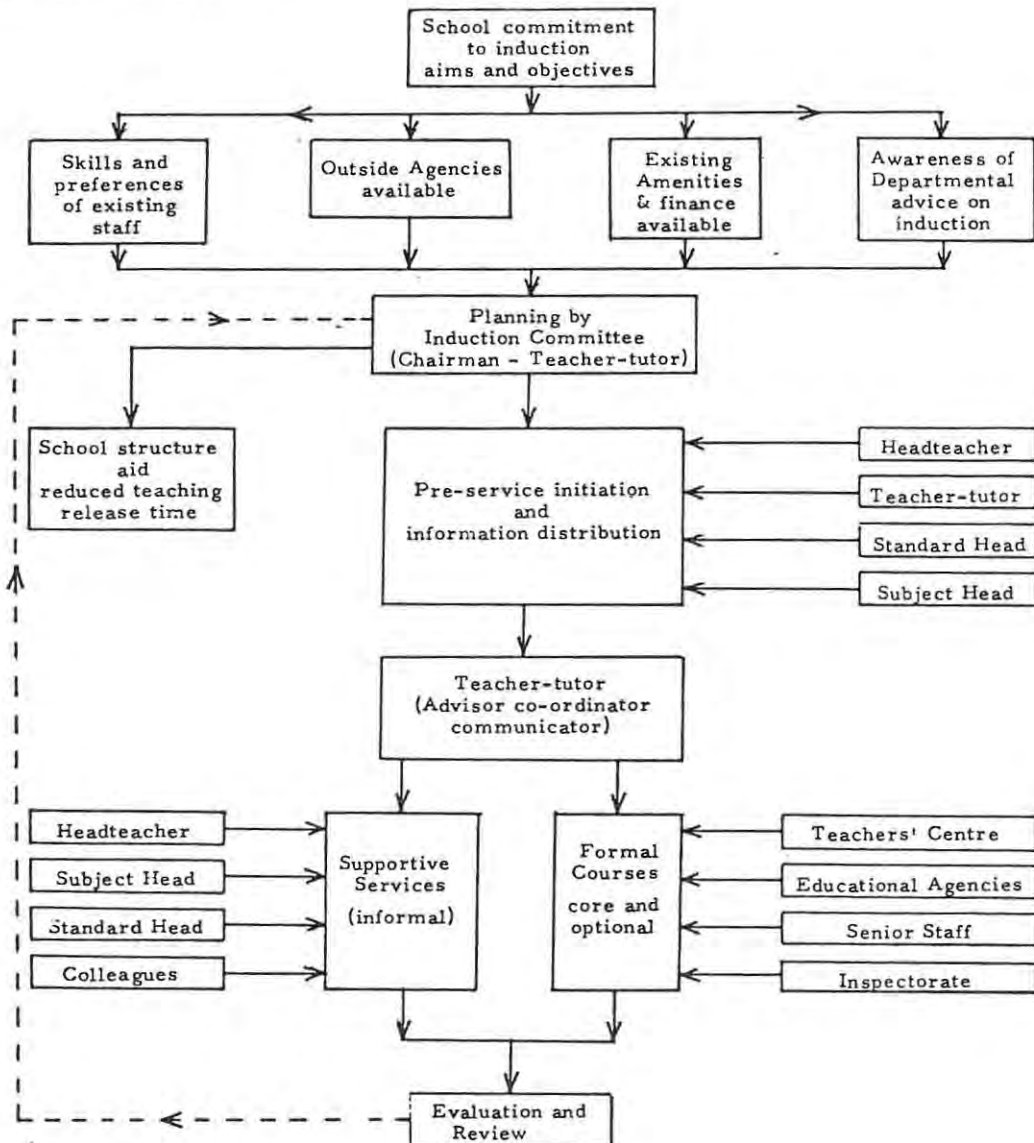 School commitment
to induction
aims and objectives
Skills and
preferences
of existing
staff
Outside Agencies
available
Existing
Amenities
& finance
available
Awareness of
Departmental
advice on
induction
Planning by
Induction Committee
(Chairman - Teacher-tutor)
School structure
aid
reduced teaching
release time
Pre-service initiation
and
information distribution
Headteacher
Teacher-tutor
Standard Head
Subject Head
Teacher-tutor
(Advisor co-ordinator
communicator)
Headteacher
Subject Head
Standard Head
Colleagues
Supportive
Services
(informal)
Formal
Courses
core and
optional
Teachers' Centre
Educational Agencies
Senior Staff
Inspectorate
Evaluation and
Review